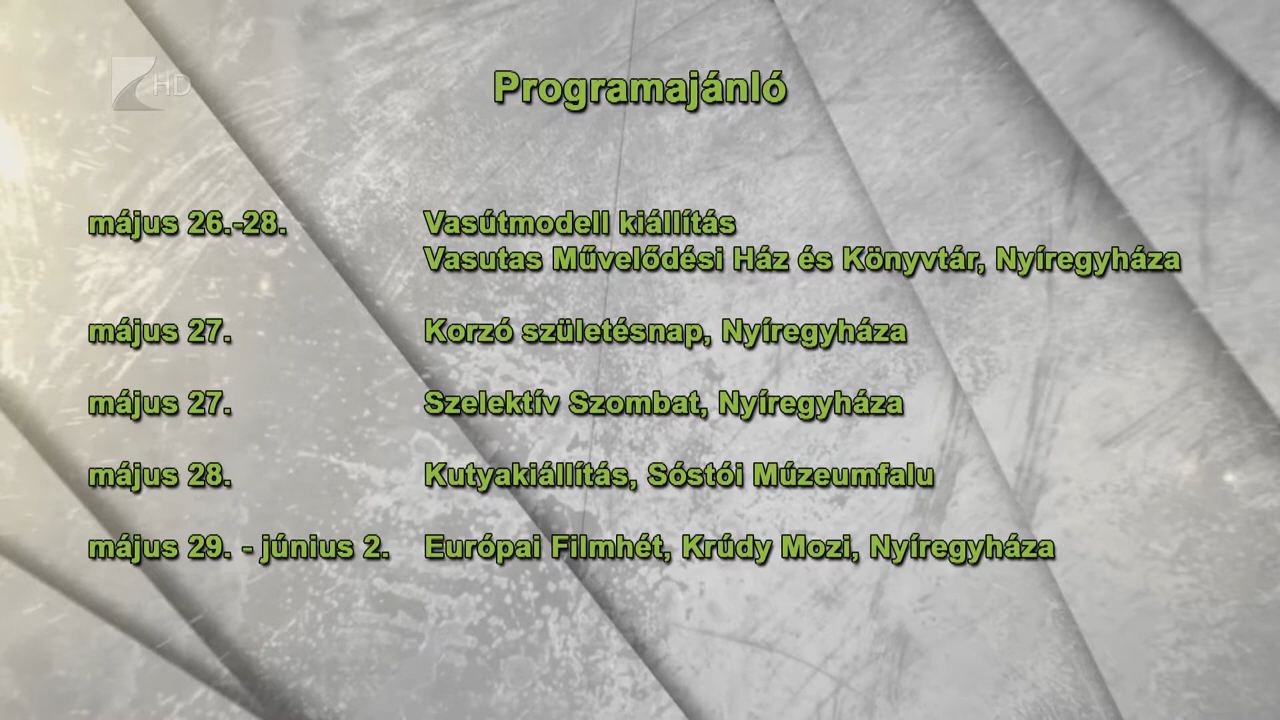 HD
Programajánló
május 26.-28. Vasútmodell kiállítás
Vasutas Művelődési Ház és Könyvtár, Nyíregyháza
május 27. Korzó születésnap, Nyíregyháza
május 27. Szelektív Szombat, Nyíregyháza
május 28. Kutyakiállítás, Sóstói Múzeumfalu
május 29. - június 2. Európai Filmhét, Krúdy Mozi, Nyíregyháza